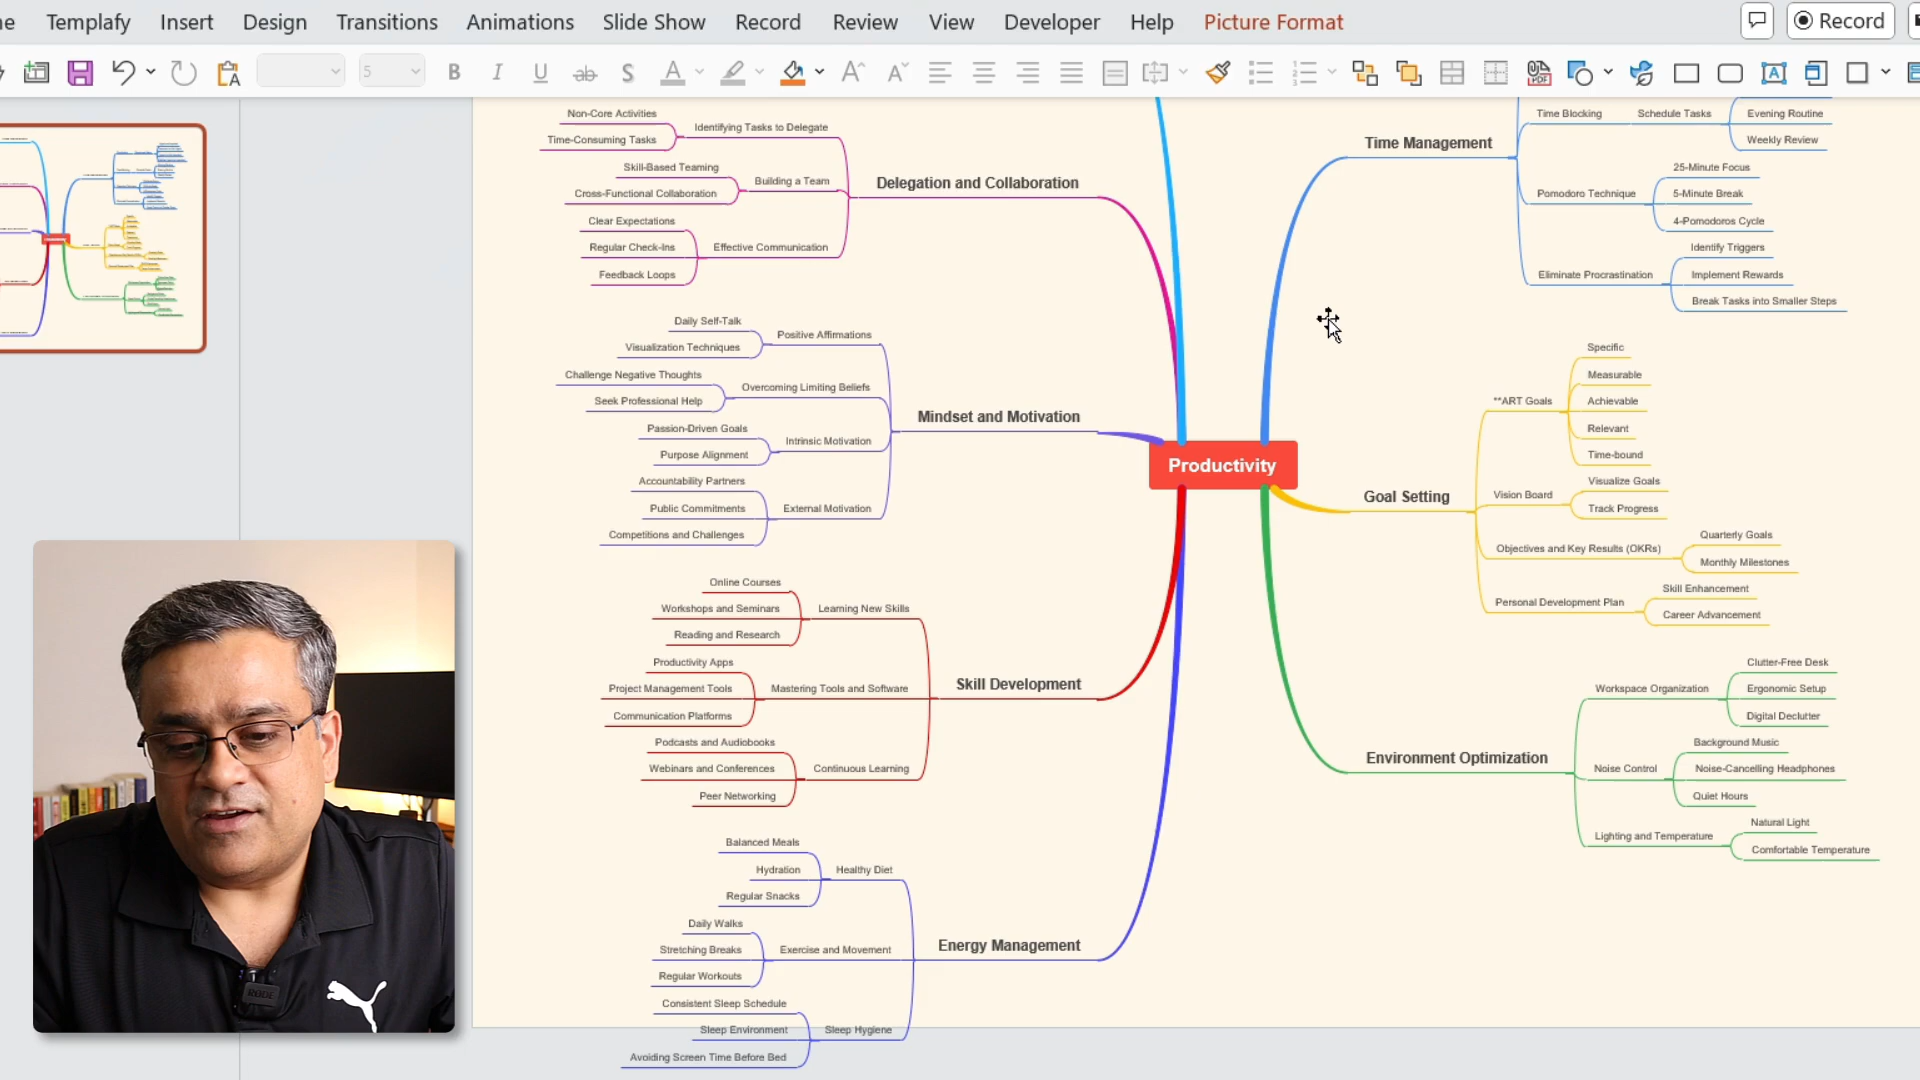 Templafy Insert Design Transitions Animations Slide Show Record Review View Developer Help Picture Format Record
5 B I U ab S A A A
Non-Core Activities
Time-Consuming Tasks
Identifying Tasks to Delegate
Skill-Based Teaming
Cross-Functional Collaboration
Building a Team
Clear Expectations
Regular Check-Ins
Feedback Loops
Effective Communication
Delegation and Collaboration
Daily Self-Talk
Visualization Techniques
Positive Affirmations
Challenge Negative Thoughts
Seek Professional Help
Overcoming Limiting Beliefs
Passion-Driven Goals
Purpose Alignment
Intrinsic Motivation
Accountability Partners
Public Commitments
Competitions and Challenges
External Motivation
Mindset and Motivation
Online Courses
Workshops and Seminars
Reading and Research
Learning New Skills
Productivity Apps
Project Management Tools
Communication Platforms
Mastering Tools and Software
Podcasts and Audiobooks
Webinars and Conferences
Peer Networking
Continuous Learning
Skill Development
Balanced Meals
Hydration
Regular Snacks
Healthy Diet
Daily Walks
Stretching Breaks
Regular Workouts
Exercise and Movement
Consistent Sleep Schedule
Sleep Environment
Avoiding Screen Time Before Bed
Sleep Hygiene
Energy Management
Productivity
Time Management
Time Blocking
Schedule Tasks
Evening Routine
Weekly Review
Pomodoro Technique
25-Minute Focus
5-Minute Break
4-Pomodoros Cycle
Eliminate Procrastination
Identify Triggers
Implement Rewards
Break Tasks into Smaller Steps
Goal Setting
**ART Goals
Specific
Measurable
Achievable
Relevant
Time-bound
Vision Board
Visualize Goals
Track Progress
Objectives and Key Results (OKRs)
Quarterly Goals
Monthly Milestones
Personal Development Plan
Skill Enhancement
Career Advancement
Environment Optimization
Workspace Organization
Clutter-Free Desk
Ergonomic Setup
Digital Declutter
Noise Control
Background Music
Noise-Cancelling Headphones
Quiet Hours
Lighting and Temperature
Natural Light
Comfortable Temperature
RODE